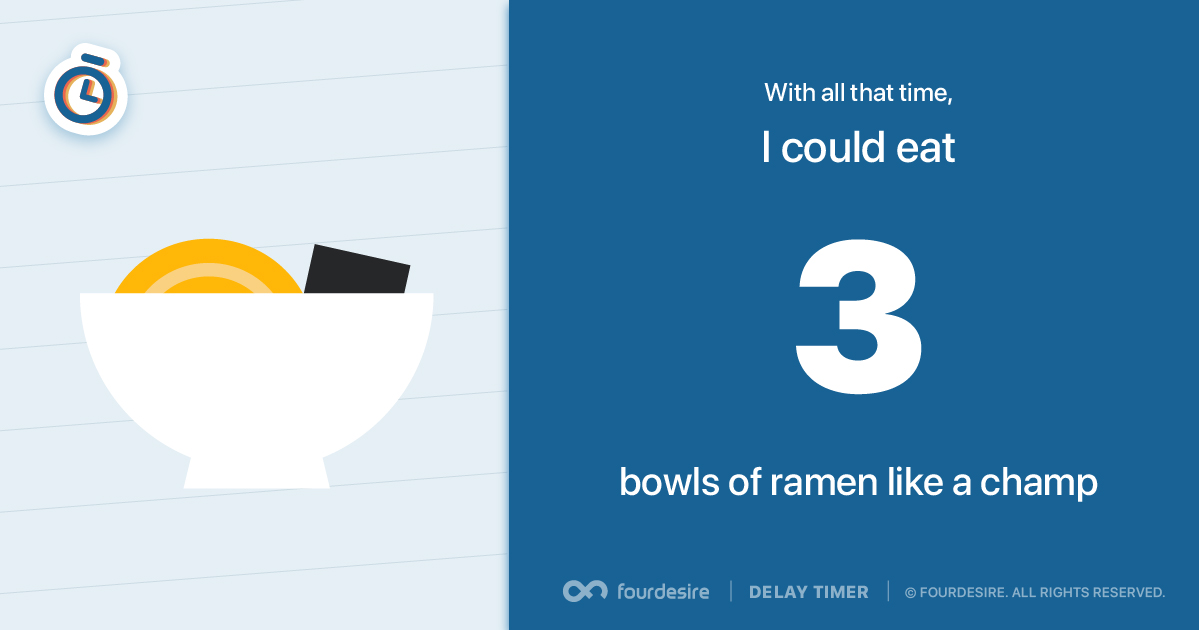 With all that time,
I could eat
3
bowls of ramen like a champ
fourdesire | DELAY TIMER | © FOURDESIRE. ALL RIGHTS RESERVED.